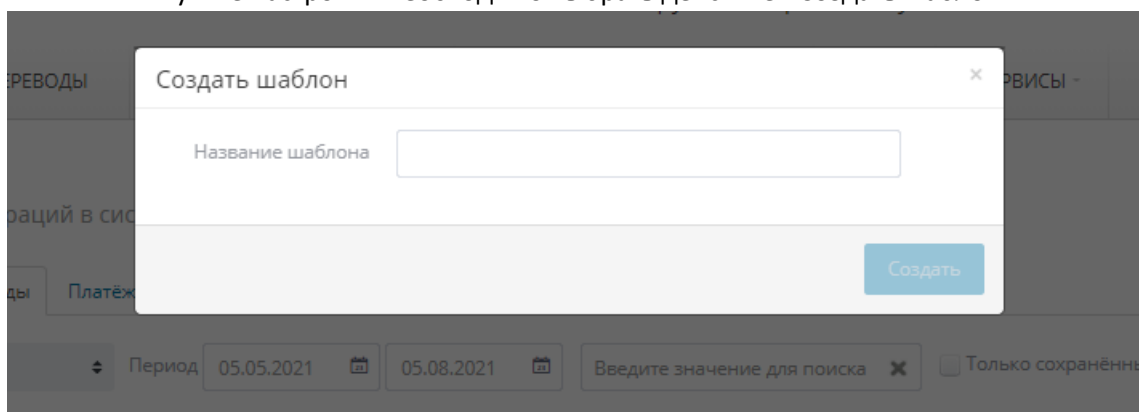 Создать шаблон ×
ЕРЕВОДЫ
РВИСЫ
Название шаблона
раций в сис
Создать
ды Платёж
Период 05.05.2021 05.08.2021 Введите значение для поиска Только сохранённы